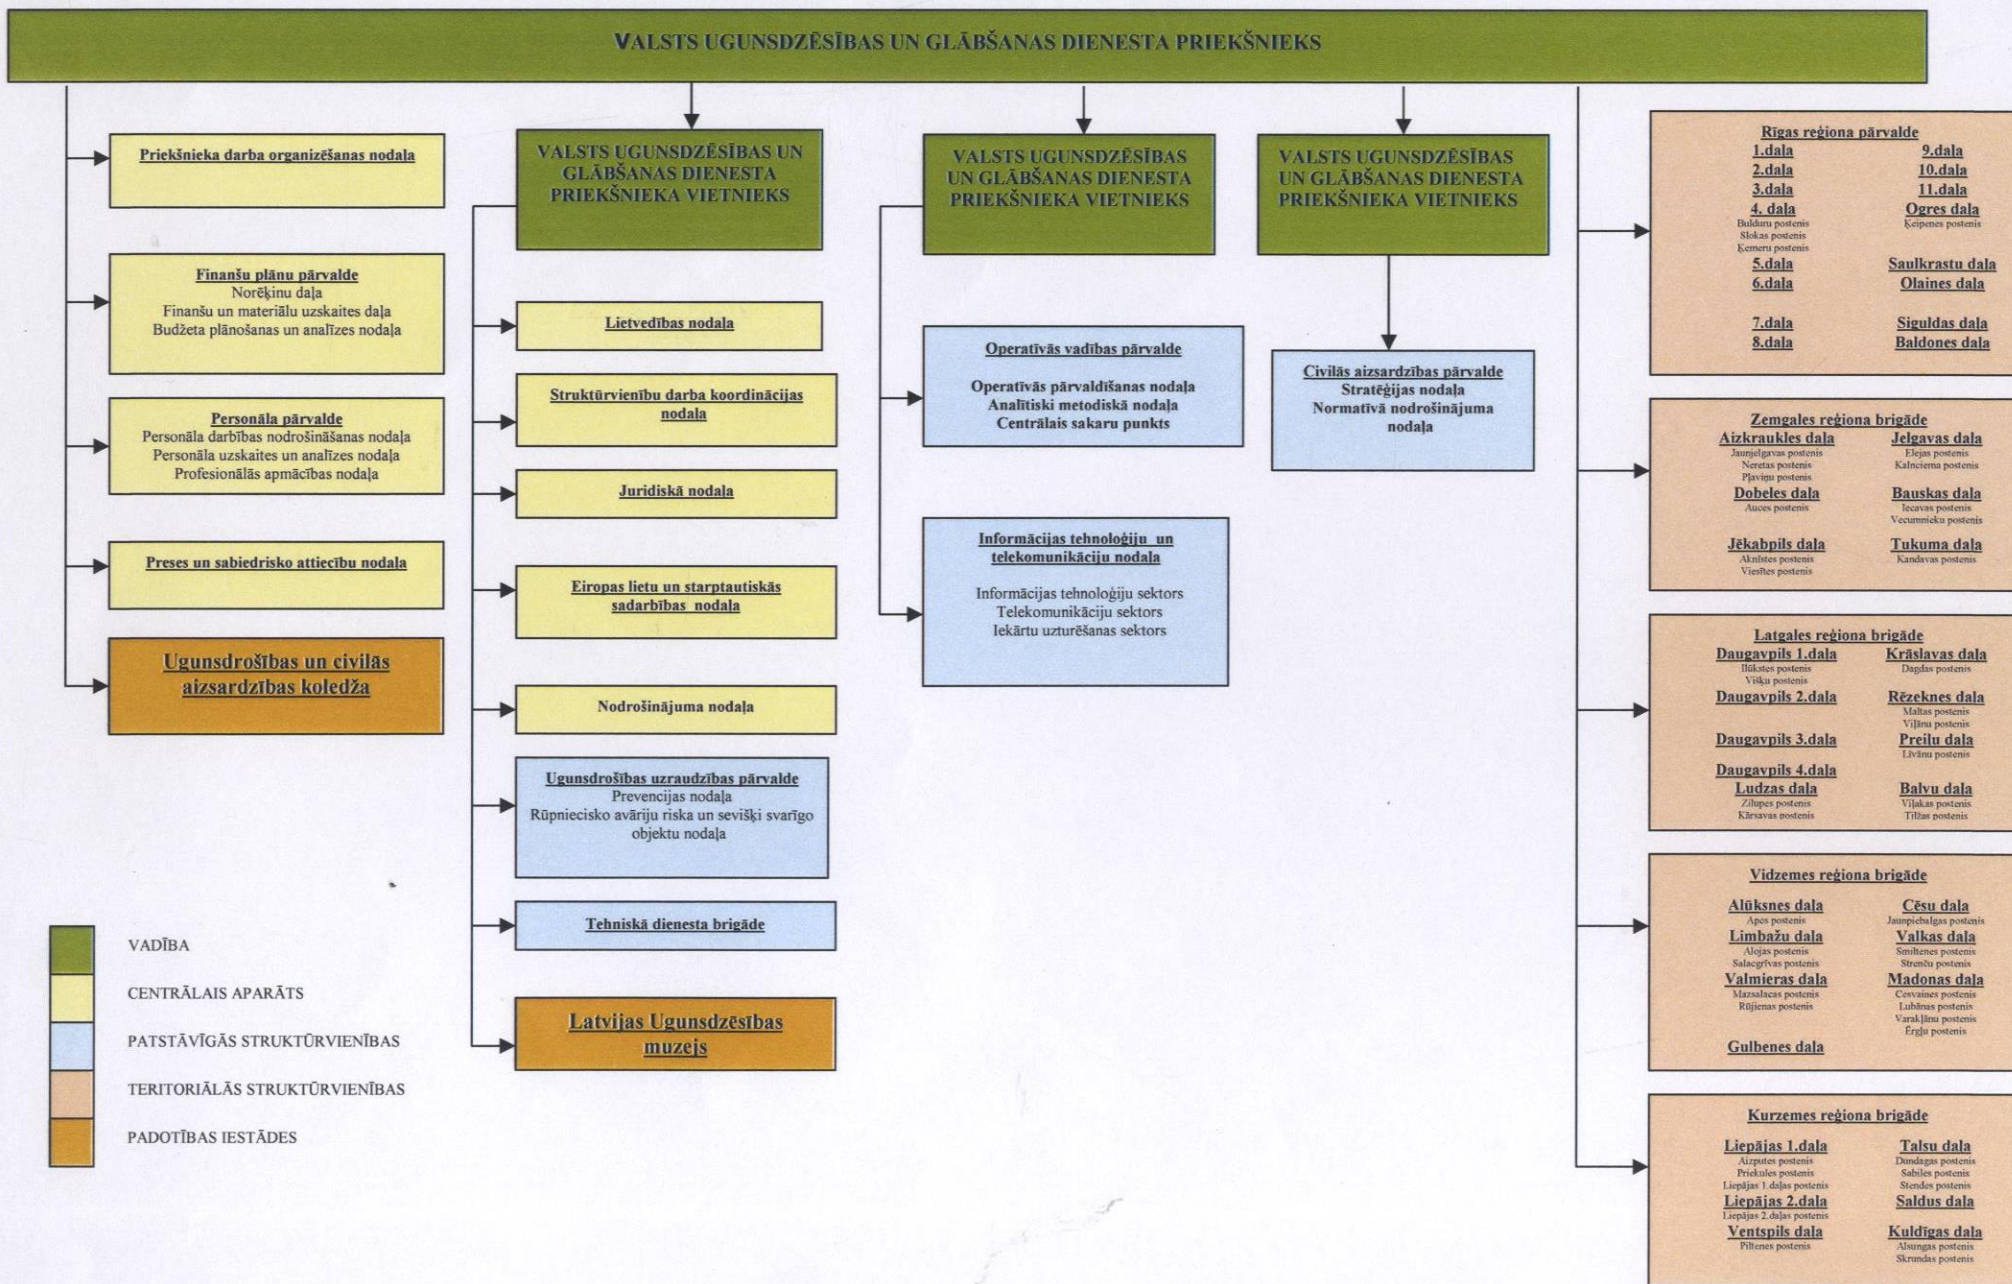 VALSTS UGUNSDZĒSĪBAS UN GLĀBŠANAS DIENESTA PRIEKŠNIEKS
Priekšnieka darba organizēšanas nodaļa
Finanšu plānu pārvalde
Norēķinu daļa
Finanšu un materiālu uzskaites daļa
Budžeta plānošanas un analīzes nodaļa
Personāla pārvalde
Personāla darbības nodrošināšanas nodaļa
Personāla uzskaites un analīzes nodaļa
Profesionālās apmācības nodaļa
Preses un sabiedrisko attiecību nodaļa
Ugunsdrošības un civilās
aizsardzības koledža
VALSTS UGUNSDZĒSĪBAS UN
GLĀBŠANAS DIENESTA
PRIEKŠNIEKA VIETNIEKS
Lietvedības nodaļa
Struktūrvienību darba koordinācijas
nodaļa
Juridiskā nodaļa
Eiropas lietu un starptautiskās
sadarbības nodaļa
Nodrošinājuma nodaļa
Ugunsdrošības uzraudzības pārvalde
Prevencijas nodaļa
Rūpniecisko avāriju riska un sevišķi svarīgo
objektu nodaļa
Tehniskā dienesta brigāde
Latvijas Ugunsdzēsības
muzejs
VALSTS UGUNSDZĒSĪBAS
UN GLĀBŠANAS DIENESTA
PRIEKŠNIEKA VIETNIEKS
Operatīvās vadības pārvalde
Operatīvās pārvaldīšanas nodaļa
Analītiski metodiskā nodaļa
Centrālais sakaru punkts
Informācijas tehnoloģiju un
telekomunikāciju nodaļa
Informācijas tehnoloģiju sektors
Telekomunikāciju sektors
Iekārtu uzturēšanas sektors
VALSTS UGUNSDZĒSĪBAS
UN GLĀBŠANAS DIENESTA
PRIEKŠNIEKA VIETNIEKS
Civilās aizsardzības pārvalde
Stratēģijas nodaļa
Normatīvā nodrošinājuma
nodaļa
Rīgas reģiona pārvalde
1.daļa 9.daļa
2.daļa 10.daļa
3.daļa 11.daļa
4. daļa Ogres daļa
Bulduru postenis Ķeipenes postenis
Slokas postenis
Ķemeru postenis
5.daļa Saulkrastu daļa
6.daļa Olaines daļa
7.daļa Siguldas daļa
8.daļa Baldones daļa
Zemgales reģiona brigāde
Aizkraukles daļa Jelgavas daļa
Jaunjelgavas postenis Elejas postenis
Neretas postenis Kalnciema postenis
Pļaviņu postenis
Dobeles daļa Bauskas daļa
Auces postenis Iecavas postenis
Vecumnieku postenis
Jēkabpils daļa Tukuma daļa
Aknīstes postenis Kandavas postenis
Viesītes postenis
Latgales reģiona brigāde
Daugavpils 1.daļa Krāslavas daļa
Ilūkstes postenis Dagdas postenis
Višķu postenis
Daugavpils 2.daļa Rēzeknes daļa
Maltas postenis
Viļānu postenis
Daugavpils 3.daļa Preiļu daļa
Līvānu postenis
Daugavpils 4.daļa
Ludzas daļa Balvu daļa
Zilupes postenis Viļakas postenis
Kārsavas postenis Tilžas postenis
Vidzemes reģiona brigāde
Alūksnes daļa Cēsu daļa
Apes postenis Jaunpiebalgas postenis
Limbažu daļa Valkas daļa
Alojas postenis Smiltenes postenis
Salacgrīvas postenis Strenču postenis
Valmieras daļa Madonas daļa
Mazsalacas postenis Cesvaines postenis
Rūjienas postenis Lubānas postenis
Varakļānu postenis
Ērgļu postenis
Gulbenes daļa
Kurzemes reģiona brigāde
Liepājas 1.daļa Talsu daļa
Aizputes postenis Dundagas postenis
Priekules postenis Sabiles postenis
Liepājas 1.daļas postenis Stendes postenis
Liepājas 2.daļa Saldus daļa
Liepājas 2.daļas postenis
Ventspils daļa Kuldīgas daļa
Piltenes postenis Alsungas postenis
Skrundas postenis
VADĪBA
CENTRĀLAIS APARĀTS
PATSTĀVĪGĀS STRUKTŪRVIENĪBAS
TERITORIĀLĀS STRUKTŪRVIENĪBAS
PADOTĪBAS IESTĀDES